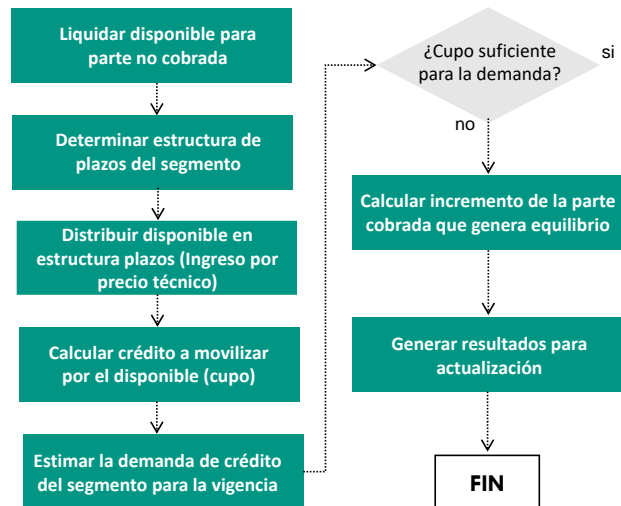 Liquidar disponible para
parte no cobrada
Determinar estructura de
plazos del segmento
Distribuir disponible en
estructura plazos (Ingreso por
precio técnico)
Calcular crédito a movilizar
por el disponible (cupo)
Estimar la demanda de crédito
del segmento para la vigencia
¿Cupo suficiente
para la demanda?
si
no
Calcular incremento de la parte
cobrada que genera equilibrio
Generar resultados para
actualización
FIN